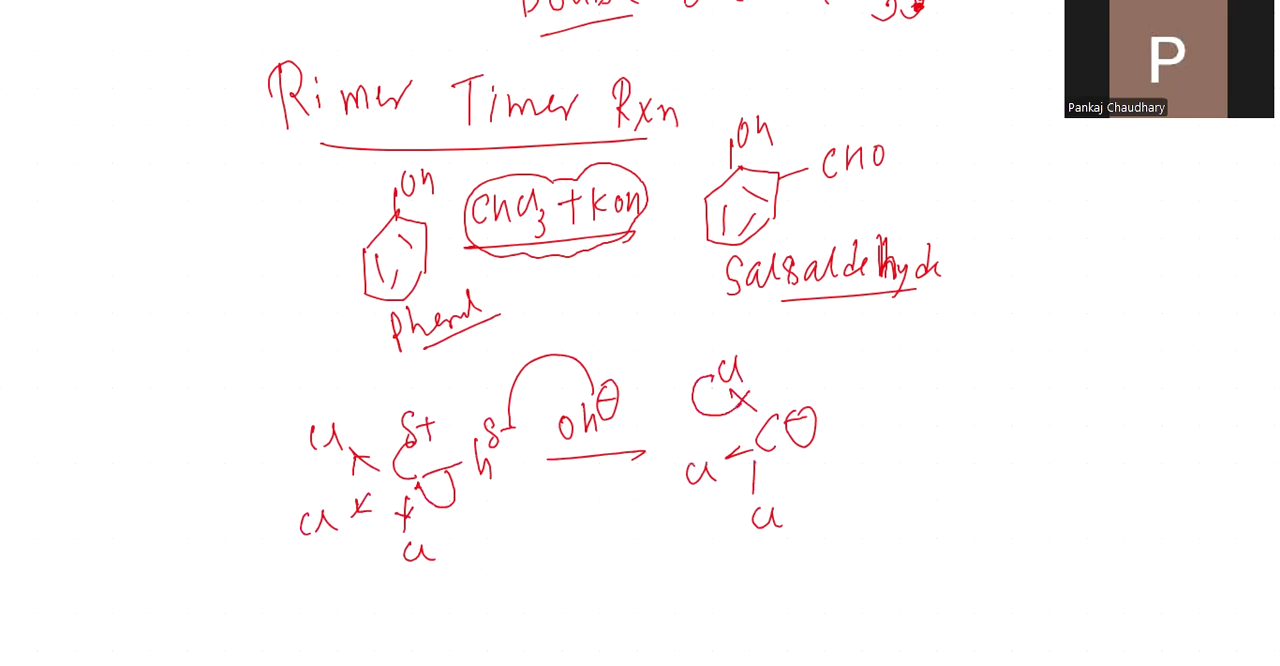 P
Pankaj Chaudhary
Rimer Timer Rxn
OH
CHCl3 + KOH
OH
CHO
Phenol
Salsaldehyde
Cl
δ+
C
H
δ-
OH⊖
Cl
Cl
Cl
C⊖
Cl
Cl